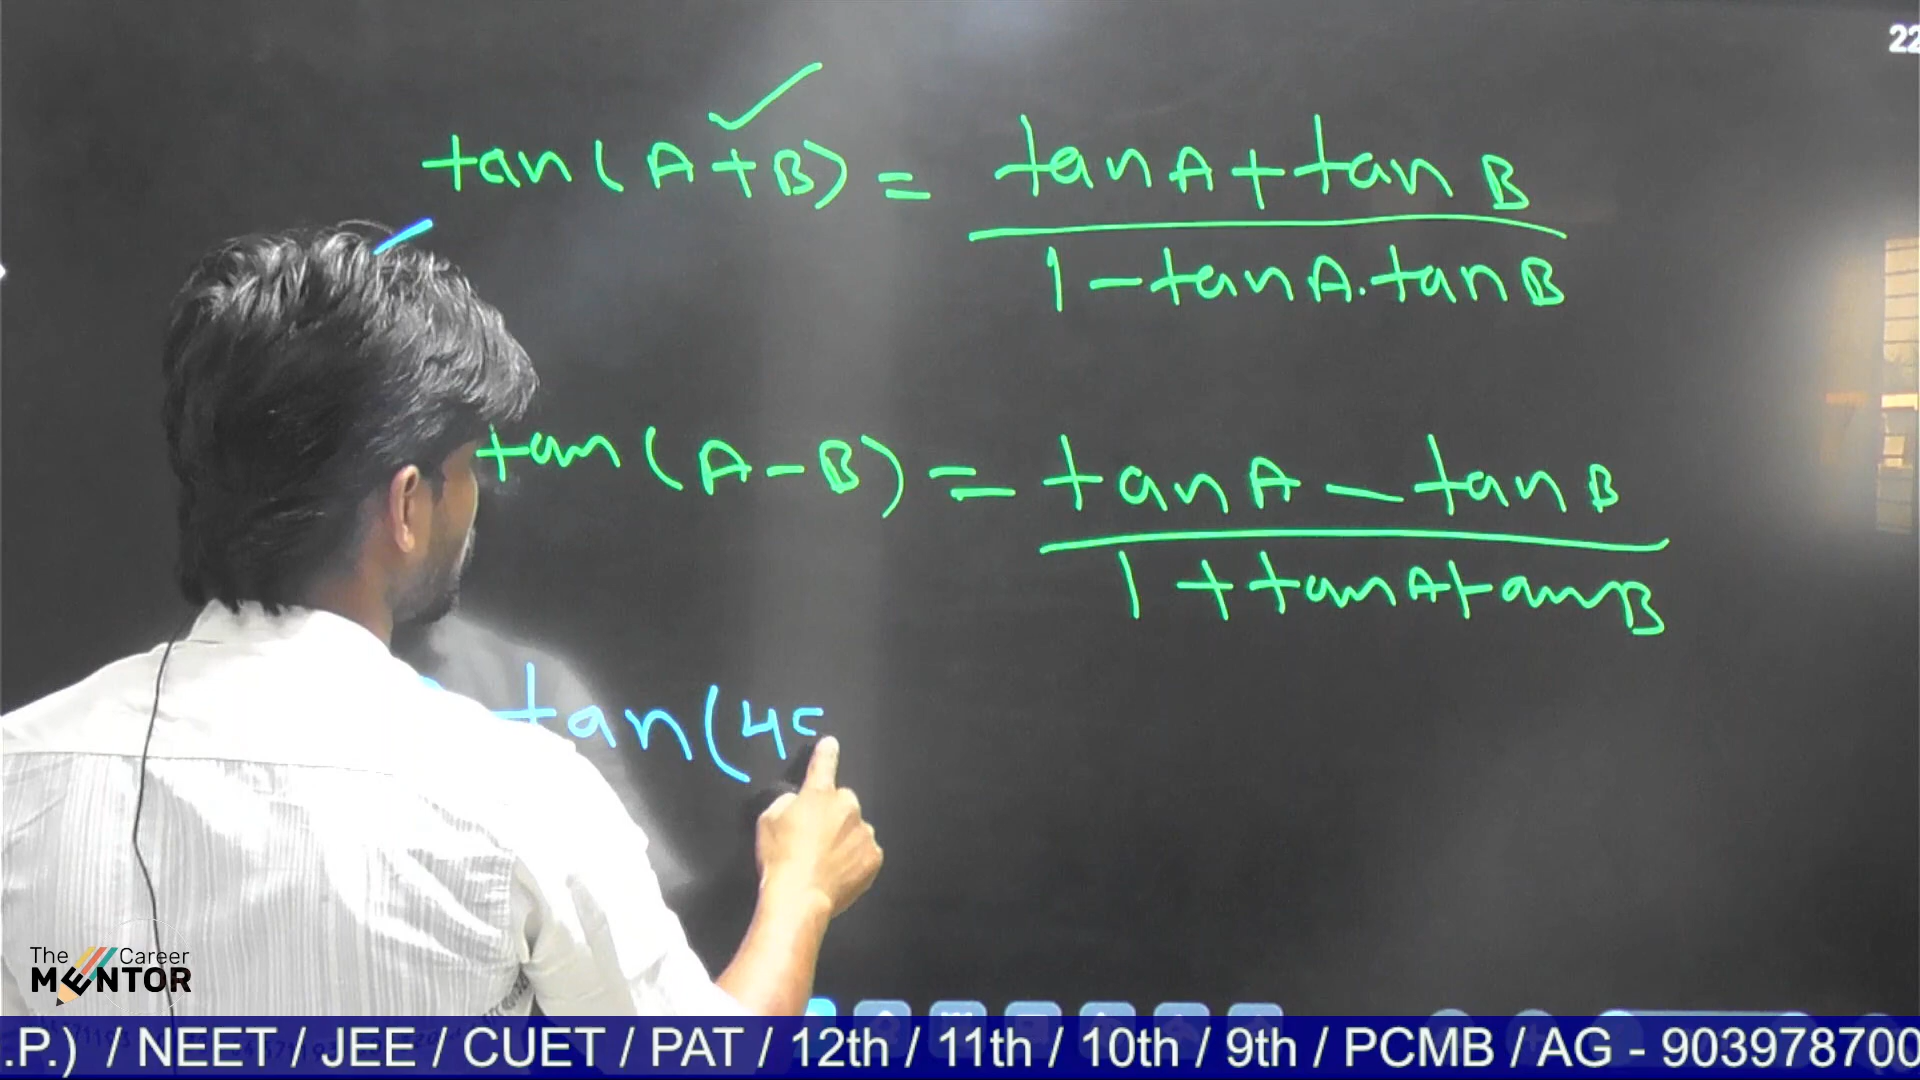 22
tan(A+B) = tanA + tanB
1 - tanA.tanB
tan(A-B) = tanA - tanB
1 + tanAtanB
tan(45
The Career
MENTOR
.P.) / NEET / JEE / CUET / PAT / 12th / 11th / 10th / 9th / PCMB / AG - 903978700